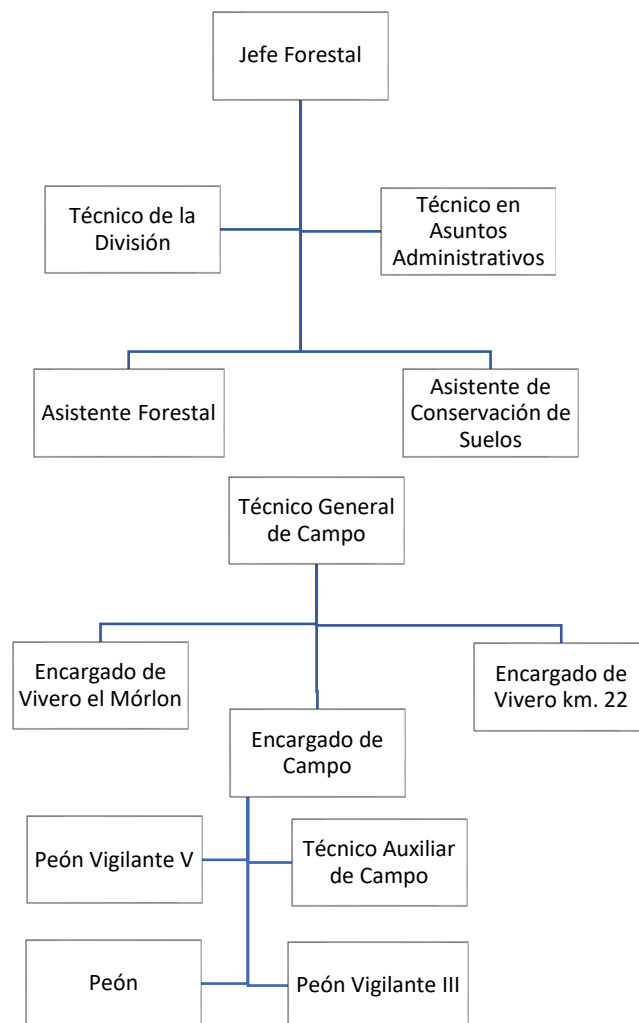 Jefe Forestal
Técnico de la
División
Técnico en
Asuntos
Administrativos
Asistente Forestal
Asistente de
Conservación de
Suelos
Técnico General
de Campo
Encargado de
Vivero el Mórlon
Encargado de
Vivero km. 22
Encargado de
Campo
Peón Vigilante V
Técnico Auxiliar
de Campo
Peón
Peón Vigilante III